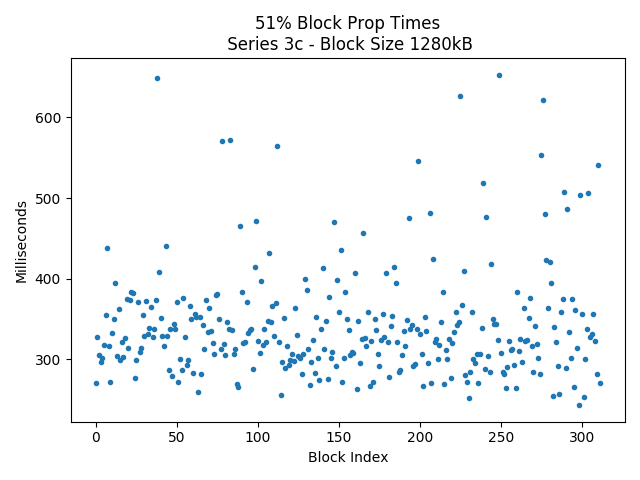 51% Block Prop Times
Series 3c - Block Size 1280kB
Milliseconds
600
500
400
300
0 50 100 150 200 250 300
Block Index